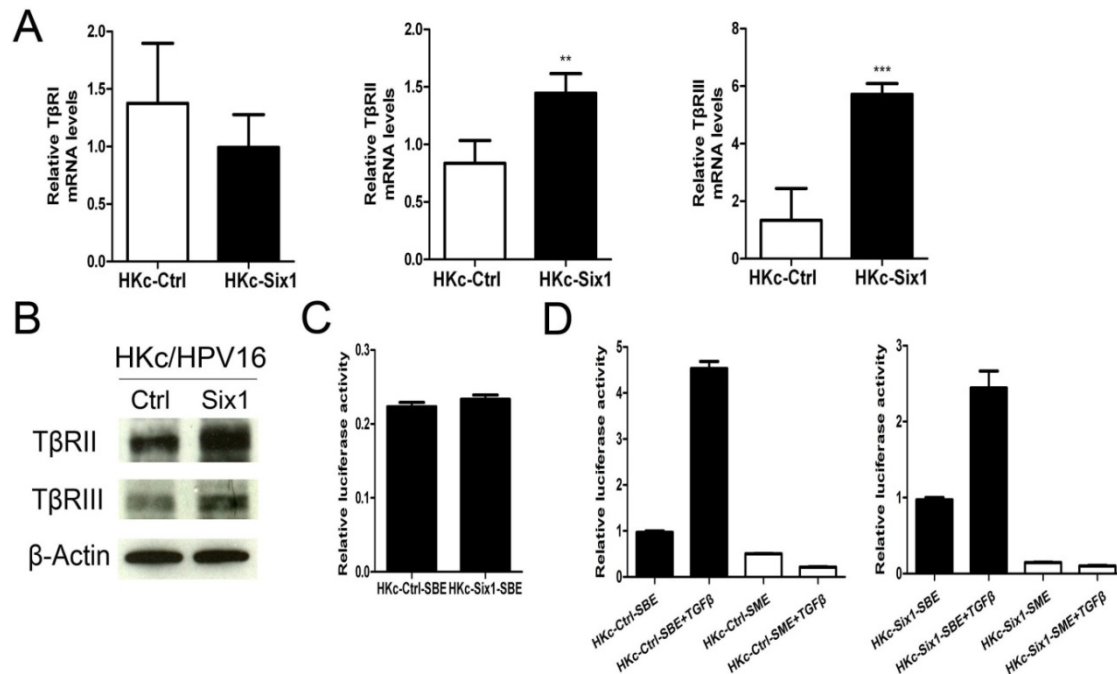 A
Relative TβRI
mRNA levels
2.0
1.5
1.0
0.5
0.0
HKc-Ctrl
HKc-Six1
Relative TβRII
mRNA levels
2.0
1.5
1.0
0.5
0.0
**
HKc-Ctrl
HKc-Six1
Relative TβRIII
mRNA levels
8
6
4
2
0
***
HKc-Ctrl
HKc-Six1
B
HKc/HPV16
Ctrl Six1
TβRII
TβRIII
β-Actin
C
Relative luciferase activity
0.3
0.2
0.1
0.0
HKc-Ctrl-SBE HKc-Six1-SBE
D
Relative luciferase activity
5
4
3
2
1
0
HKc-Ctrl-SBE
HKc-Ctrl-SBE+TGFβ
HKc-Ctrl-SME
HKc-Ctrl-SME+TGFβ
Relative luciferase activity
3
2
1
0
HKc-Six1-SBE
HKc-Six1-SBE+TGFβ
HKc-Six1-SME
HKc-Six1-SME+TGFβ